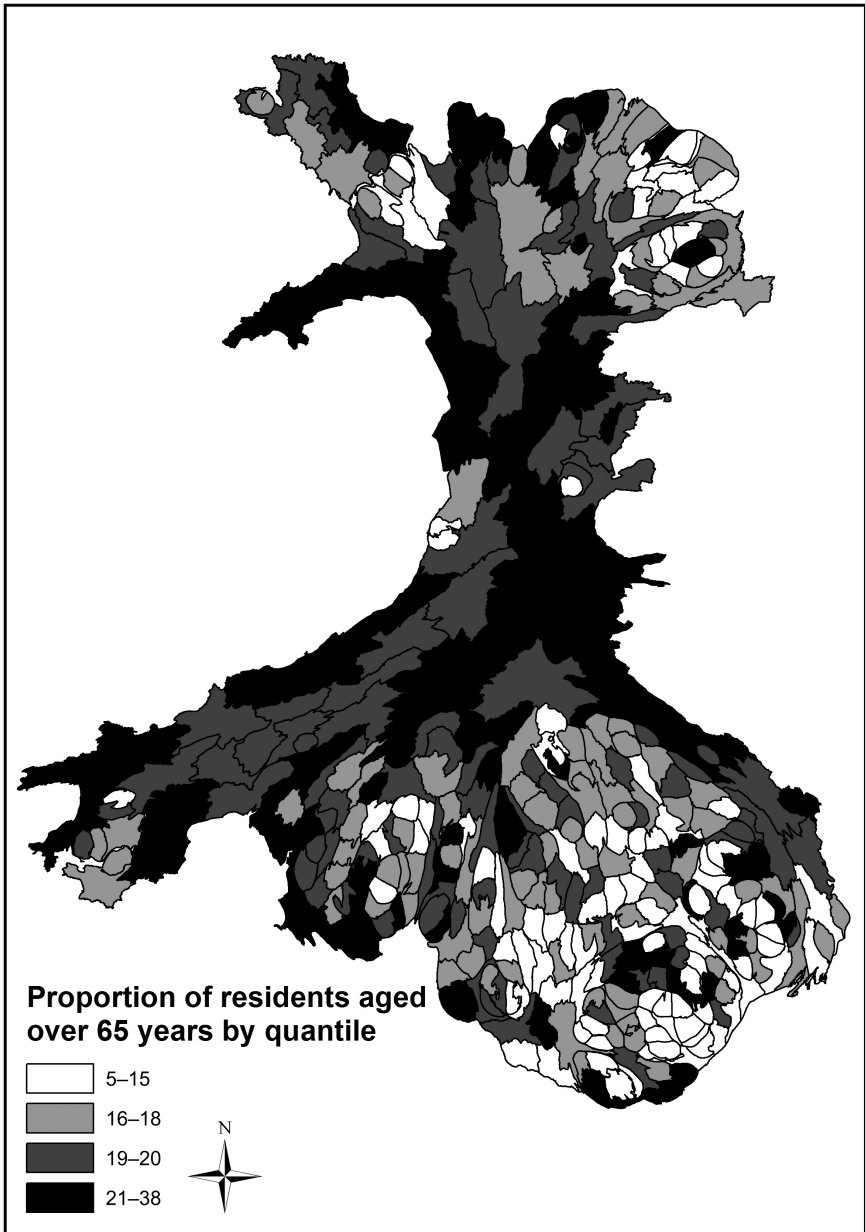 Proportion of residents aged
over 65 years by quantile
5–15
16–18
19–20
21–38
N